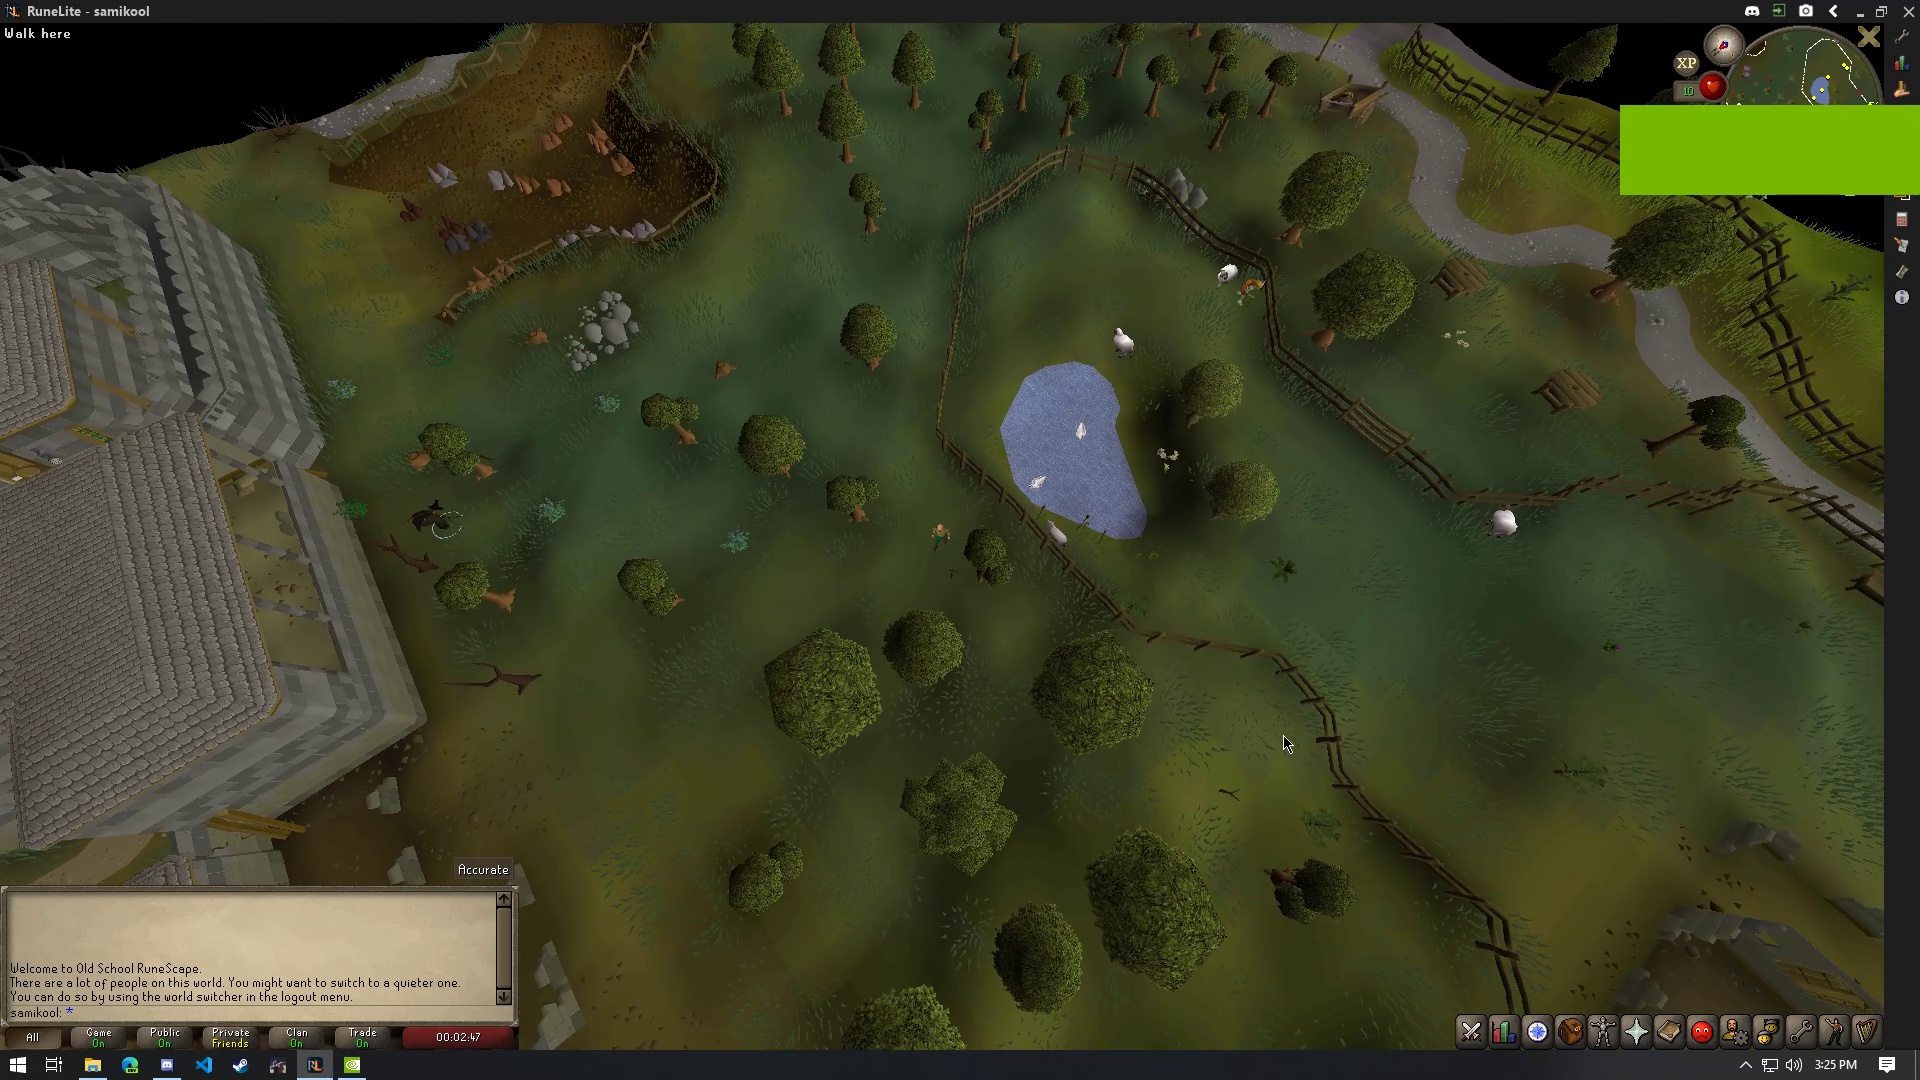 RuneLite - samikool
Walk here
XP
10
Accurate
Welcome to Old School RuneScape.
There are a lot of people on this world. You might want to switch to a quieter one.
You can do so by using the world switcher in the logout menu.
samikool: *
All
Game
On
Public
On
Private
Friends
Clan
On
Trade
On
00:02:47
3:25 PM